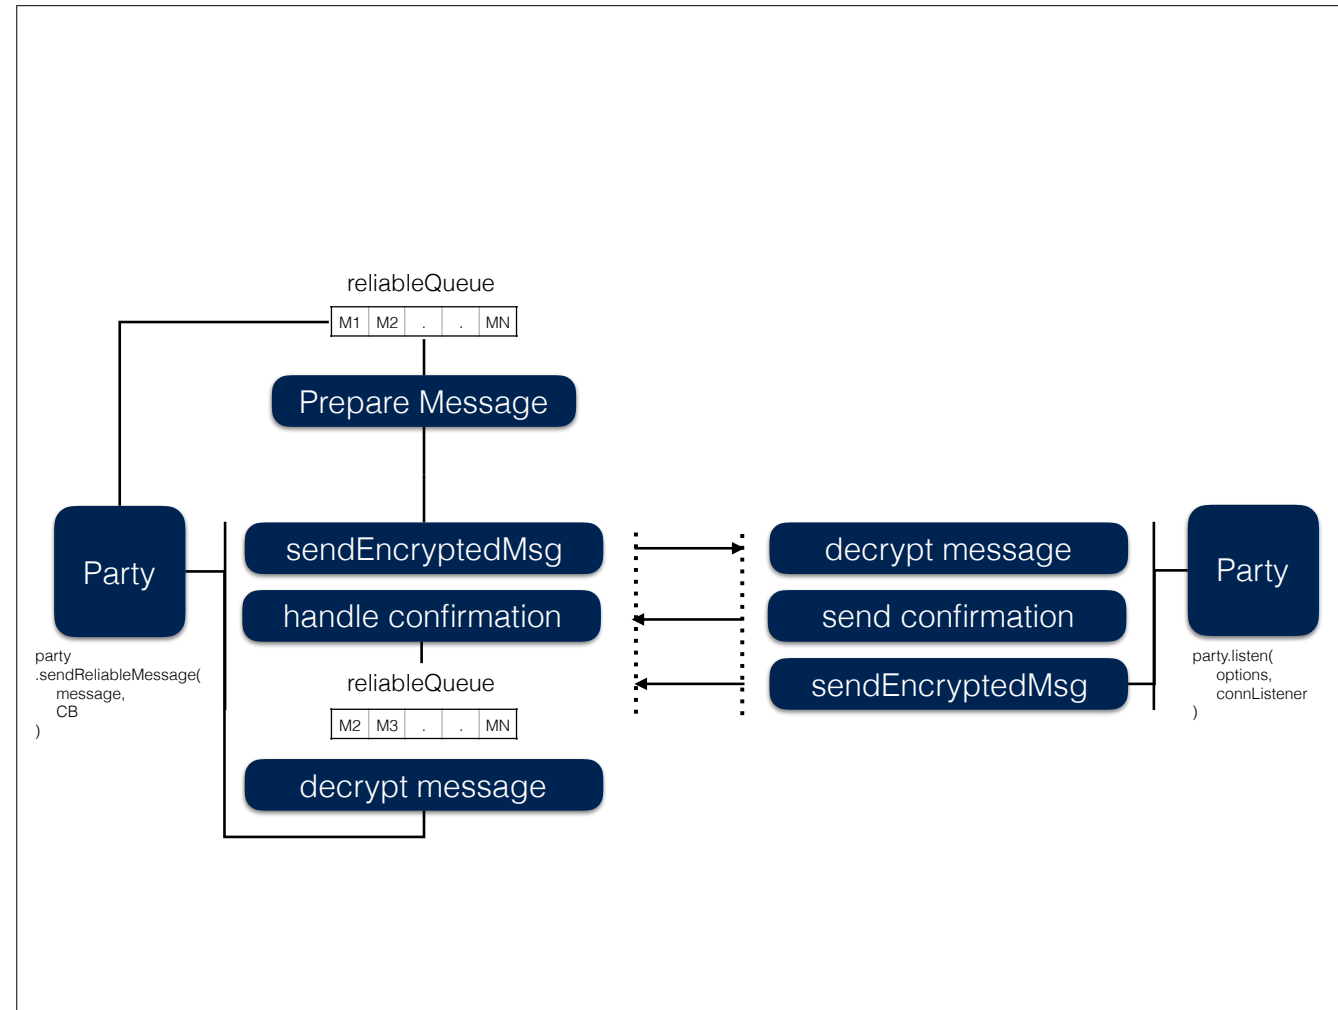 reliableQueue
M1 M2 . . MN
Prepare Message
Party
party
.sendReliableMessage(
message,
CB
)
sendEncryptedMsg
handle confirmation
reliableQueue
M2 M3 . . MN
decrypt message
decrypt message
send confirmation
sendEncryptedMsg
Party
party.listen(
options,
connListener
)